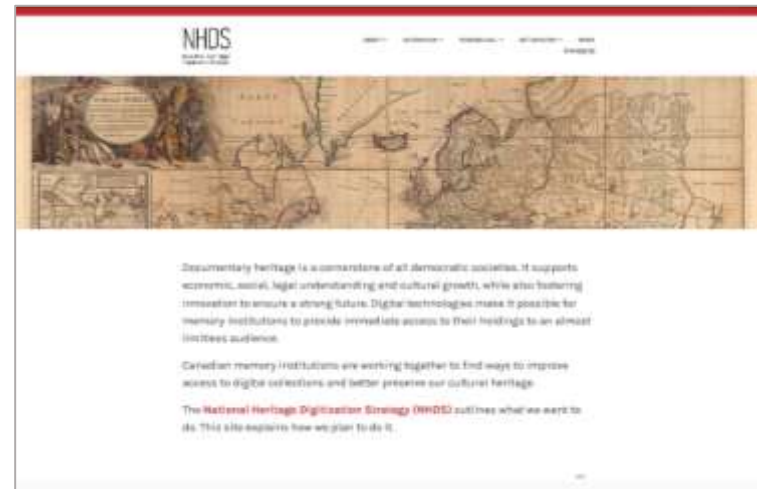 NHDS
Documentary heritage is a cornerstone of all democratic societies. It supports
economic, social, legal understanding and cultural growth, while also fostering
innovation to ensure a strong future. Digital technologies make it possible for
memory institutions to provide immediate access to their holdings to an almost
limitless audience.
Canadian memory institutions are working together to find ways to improve
access to digital collections and better preserve our cultural heritage.
The National Heritage Digitization Strategy (NHDS) outlines what we want to
do. This site explains how we plan to do it.